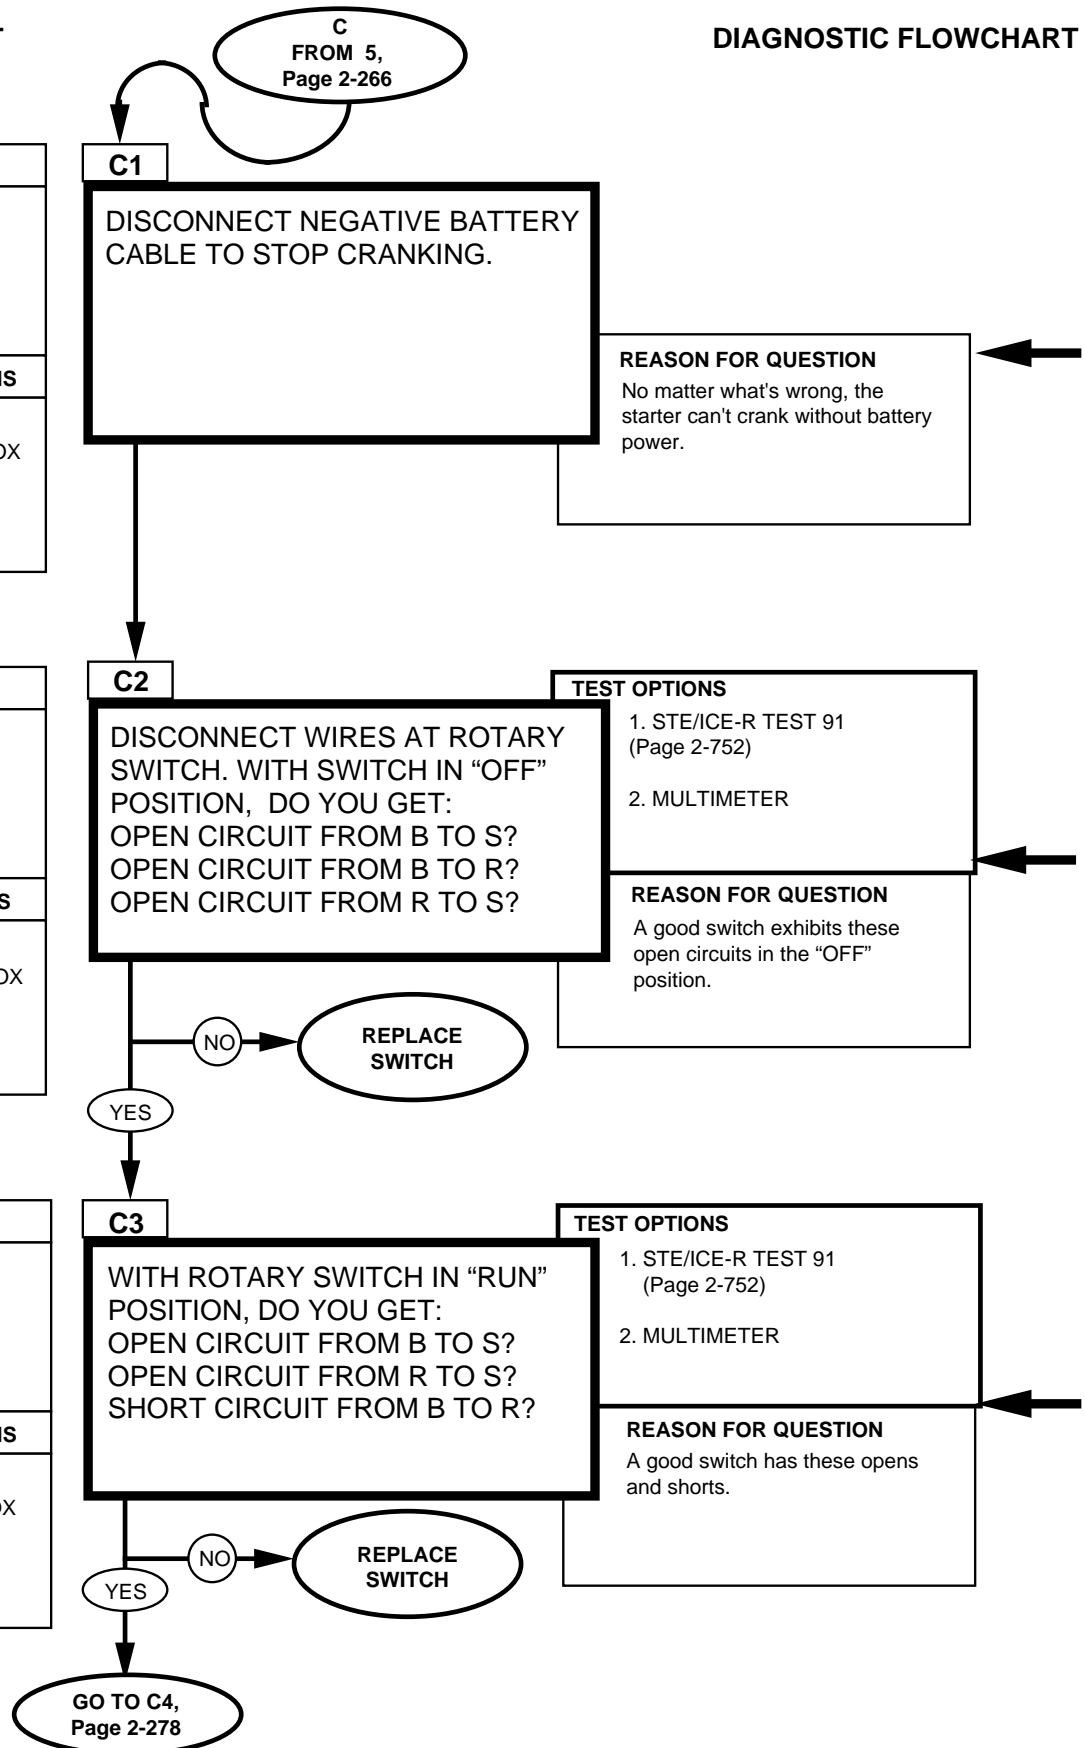 C
FROM 5,
Page 2-266
DIAGNOSTIC FLOWCHART
C1
DISCONNECT NEGATIVE BATTERY
CABLE TO STOP CRANKING.
REASON FOR QUESTION
No matter what's wrong, the
starter can't crank without battery
power.
C2
DISCONNECT WIRES AT ROTARY
SWITCH. WITH SWITCH IN “OFF”
POSITION, DO YOU GET:
OPEN CIRCUIT FROM B TO S?
OPEN CIRCUIT FROM B TO R?
OPEN CIRCUIT FROM R TO S?
TEST OPTIONS
1. STE/ICE-R TEST 91
(Page 2-752)
2. MULTIMETER
REASON FOR QUESTION
A good switch exhibits these
open circuits in the “OFF”
position.
NO
REPLACE
SWITCH
YES
C3
WITH ROTARY SWITCH IN “RUN”
POSITION, DO YOU GET:
OPEN CIRCUIT FROM B TO S?
OPEN CIRCUIT FROM R TO S?
SHORT CIRCUIT FROM B TO R?
TEST OPTIONS
1. STE/ICE-R TEST 91
(Page 2-752)
2. MULTIMETER
REASON FOR QUESTION
A good switch has these opens
and shorts.
NO
REPLACE
SWITCH
YES
GO TO C4,
Page 2-278